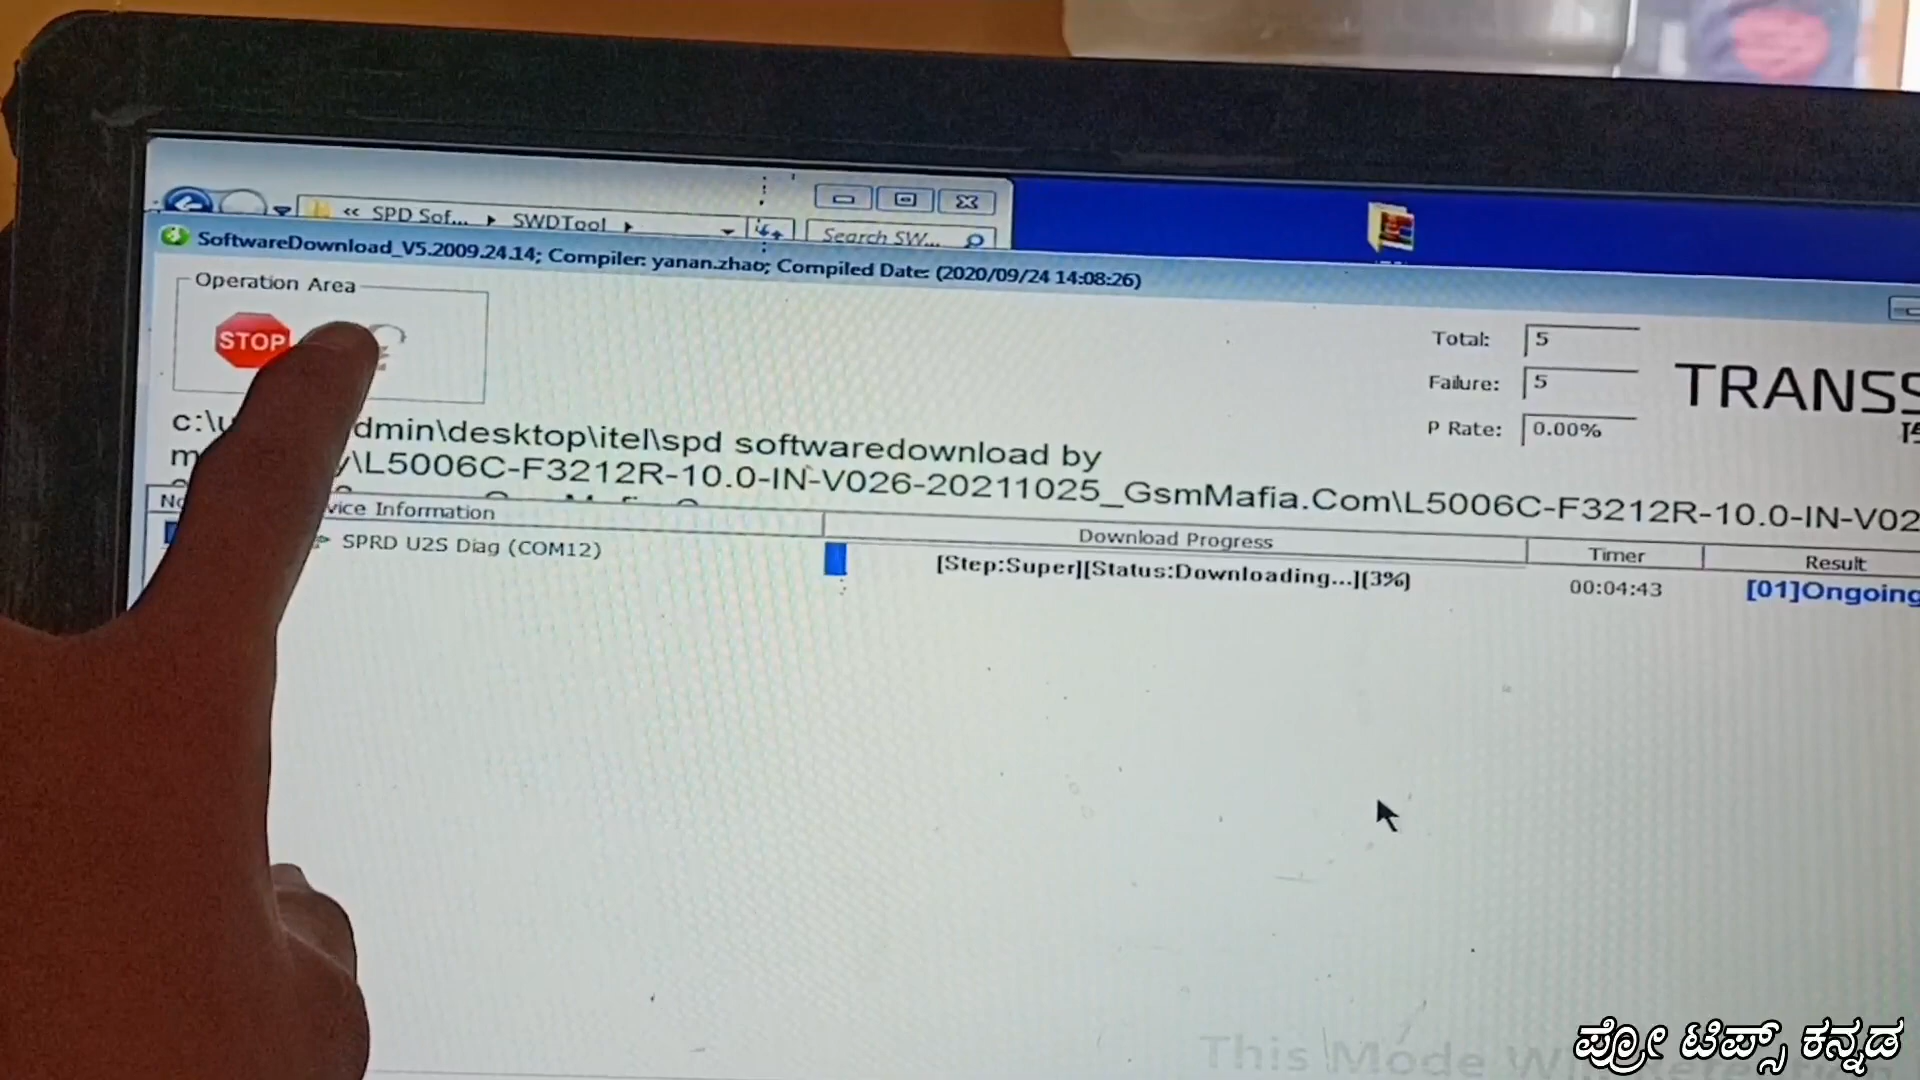 SPD Sof... SWDTool Search SW...
SoftwareDownload_V5.2009.24.14; Compiler: yanan.zhao; Compiled Date: (2020/09/24 14:08:26)
Operation Area
STOP
Total: 5
Failure: 5
P Rate: 0.00%
TRANSS
c:\u dmin\desktop\itel\spd softwaredownload by
m y\L5006C-F3212R-10.0-IN-V026-20211025_GsmMafia.Com\L5006C-F3212R-10.0-IN-V02
No vice Information Download Progress Timer Result
SPRD U2S Diag (COM12) [Step:Super][Status:Downloading...](3%) 00:04:43 [01]Ongoing
This Mode W
ಪ್ರೋ ಟಿಪ್ಸ್ ಕನ್ನಡ